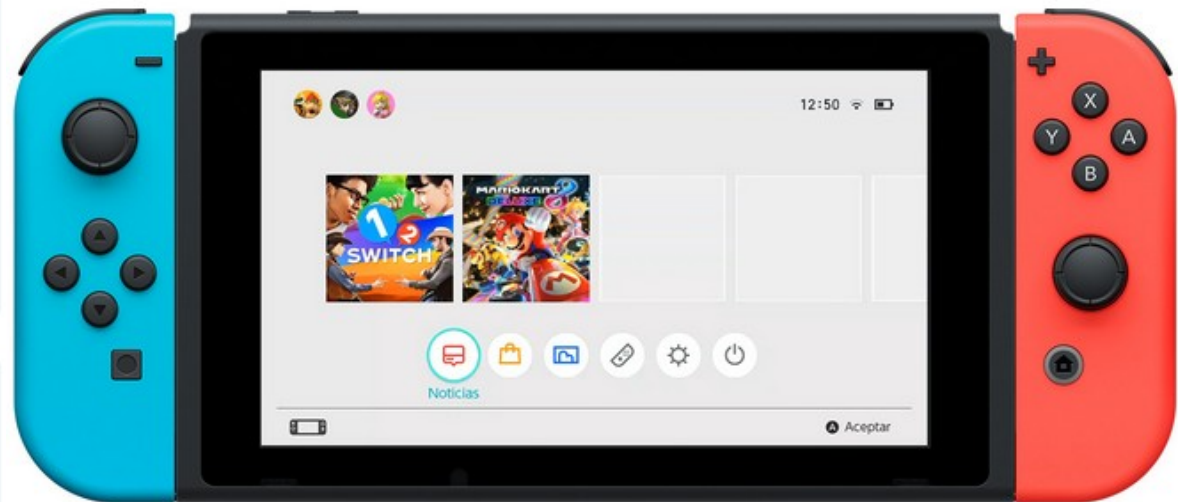 12:50
1 2
SWITCH
MARIOKART 8
DELUXE
M
Noticias
A Aceptar
X
Y
A
B